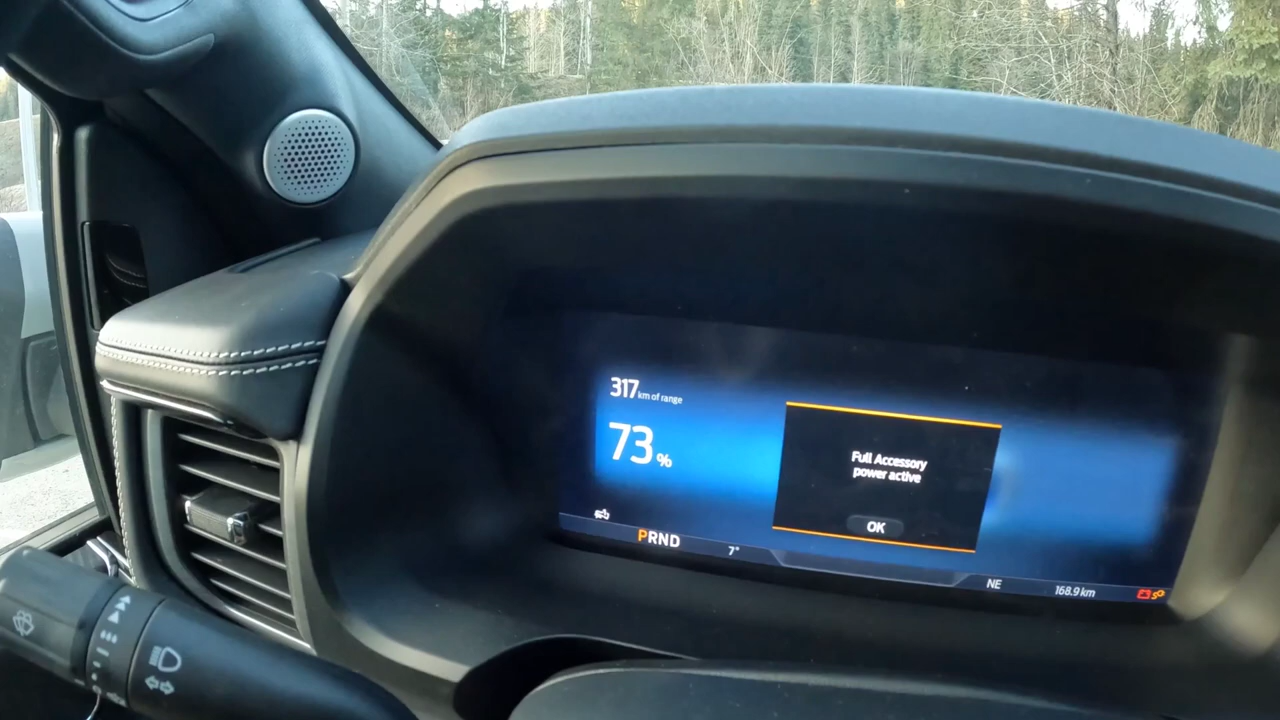 317 km of range
73 %
Full Accessory
power active
OK
PRND
7°
NE
168.9 km